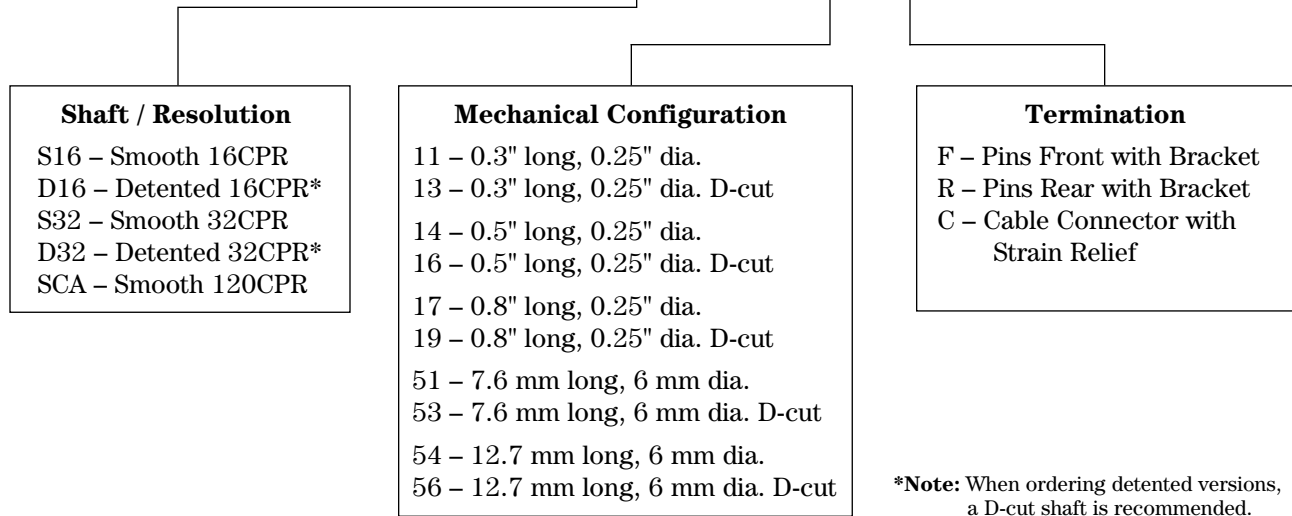 Shaft / Resolution
S16 – Smooth 16CPR
D16 – Detented 16CPR*
S32 – Smooth 32CPR
D32 – Detented 32CPR*
SCA – Smooth 120CPR
Mechanical Configuration
11 – 0.3" long, 0.25" dia.
13 – 0.3" long, 0.25" dia. D-cut
14 – 0.5" long, 0.25" dia.
16 – 0.5" long, 0.25" dia. D-cut
17 – 0.8" long, 0.25" dia.
19 – 0.8" long, 0.25" dia. D-cut
51 – 7.6 mm long, 6 mm dia.
53 – 7.6 mm long, 6 mm dia. D-cut
54 – 12.7 mm long, 6 mm dia.
56 – 12.7 mm long, 6 mm dia. D-cut
Termination
F – Pins Front with Bracket
R – Pins Rear with Bracket
C – Cable Connector with
Strain Relief
*Note: When ordering detented versions,
a D-cut shaft is recommended.